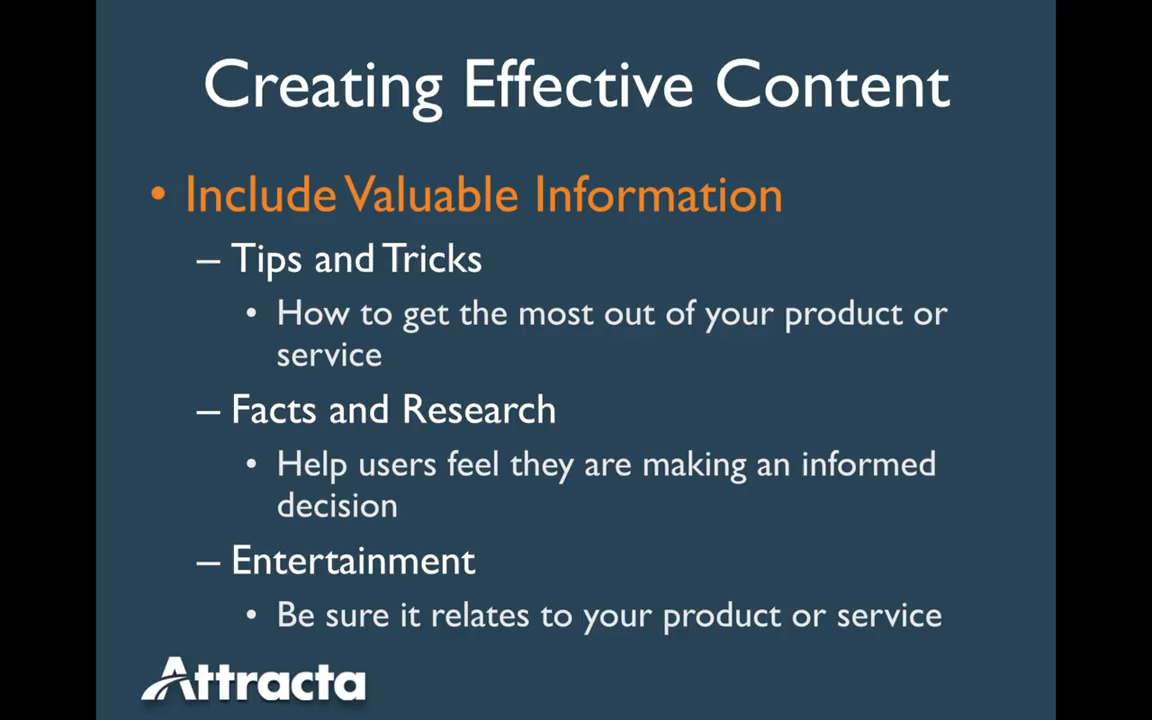 Creating Effective Content
• Include Valuable Information
– Tips and Tricks
• How to get the most out of your product or
service
– Facts and Research
• Help users feel they are making an informed
decision
– Entertainment
• Be sure it relates to your product or service
Attracta